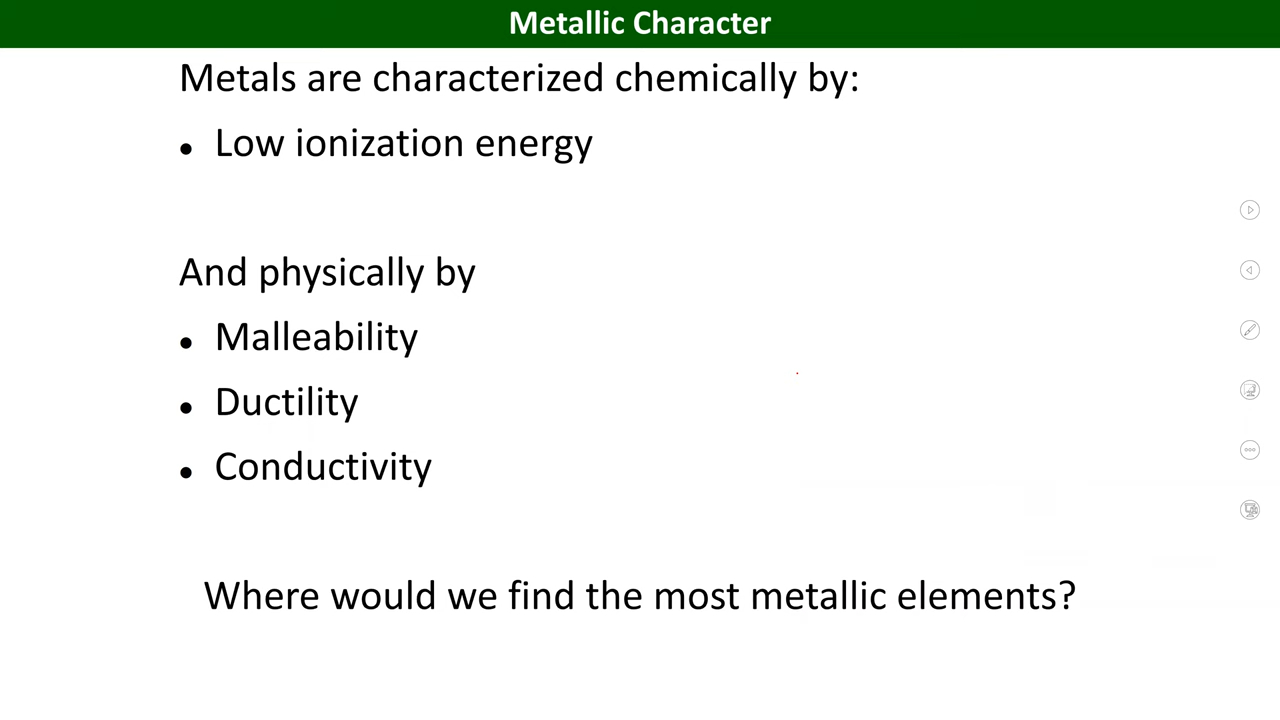 Metallic Character
Metals are characterized chemically by:
• Low ionization energy
And physically by
• Malleability
• Ductility
• Conductivity
Where would we find the most metallic elements?